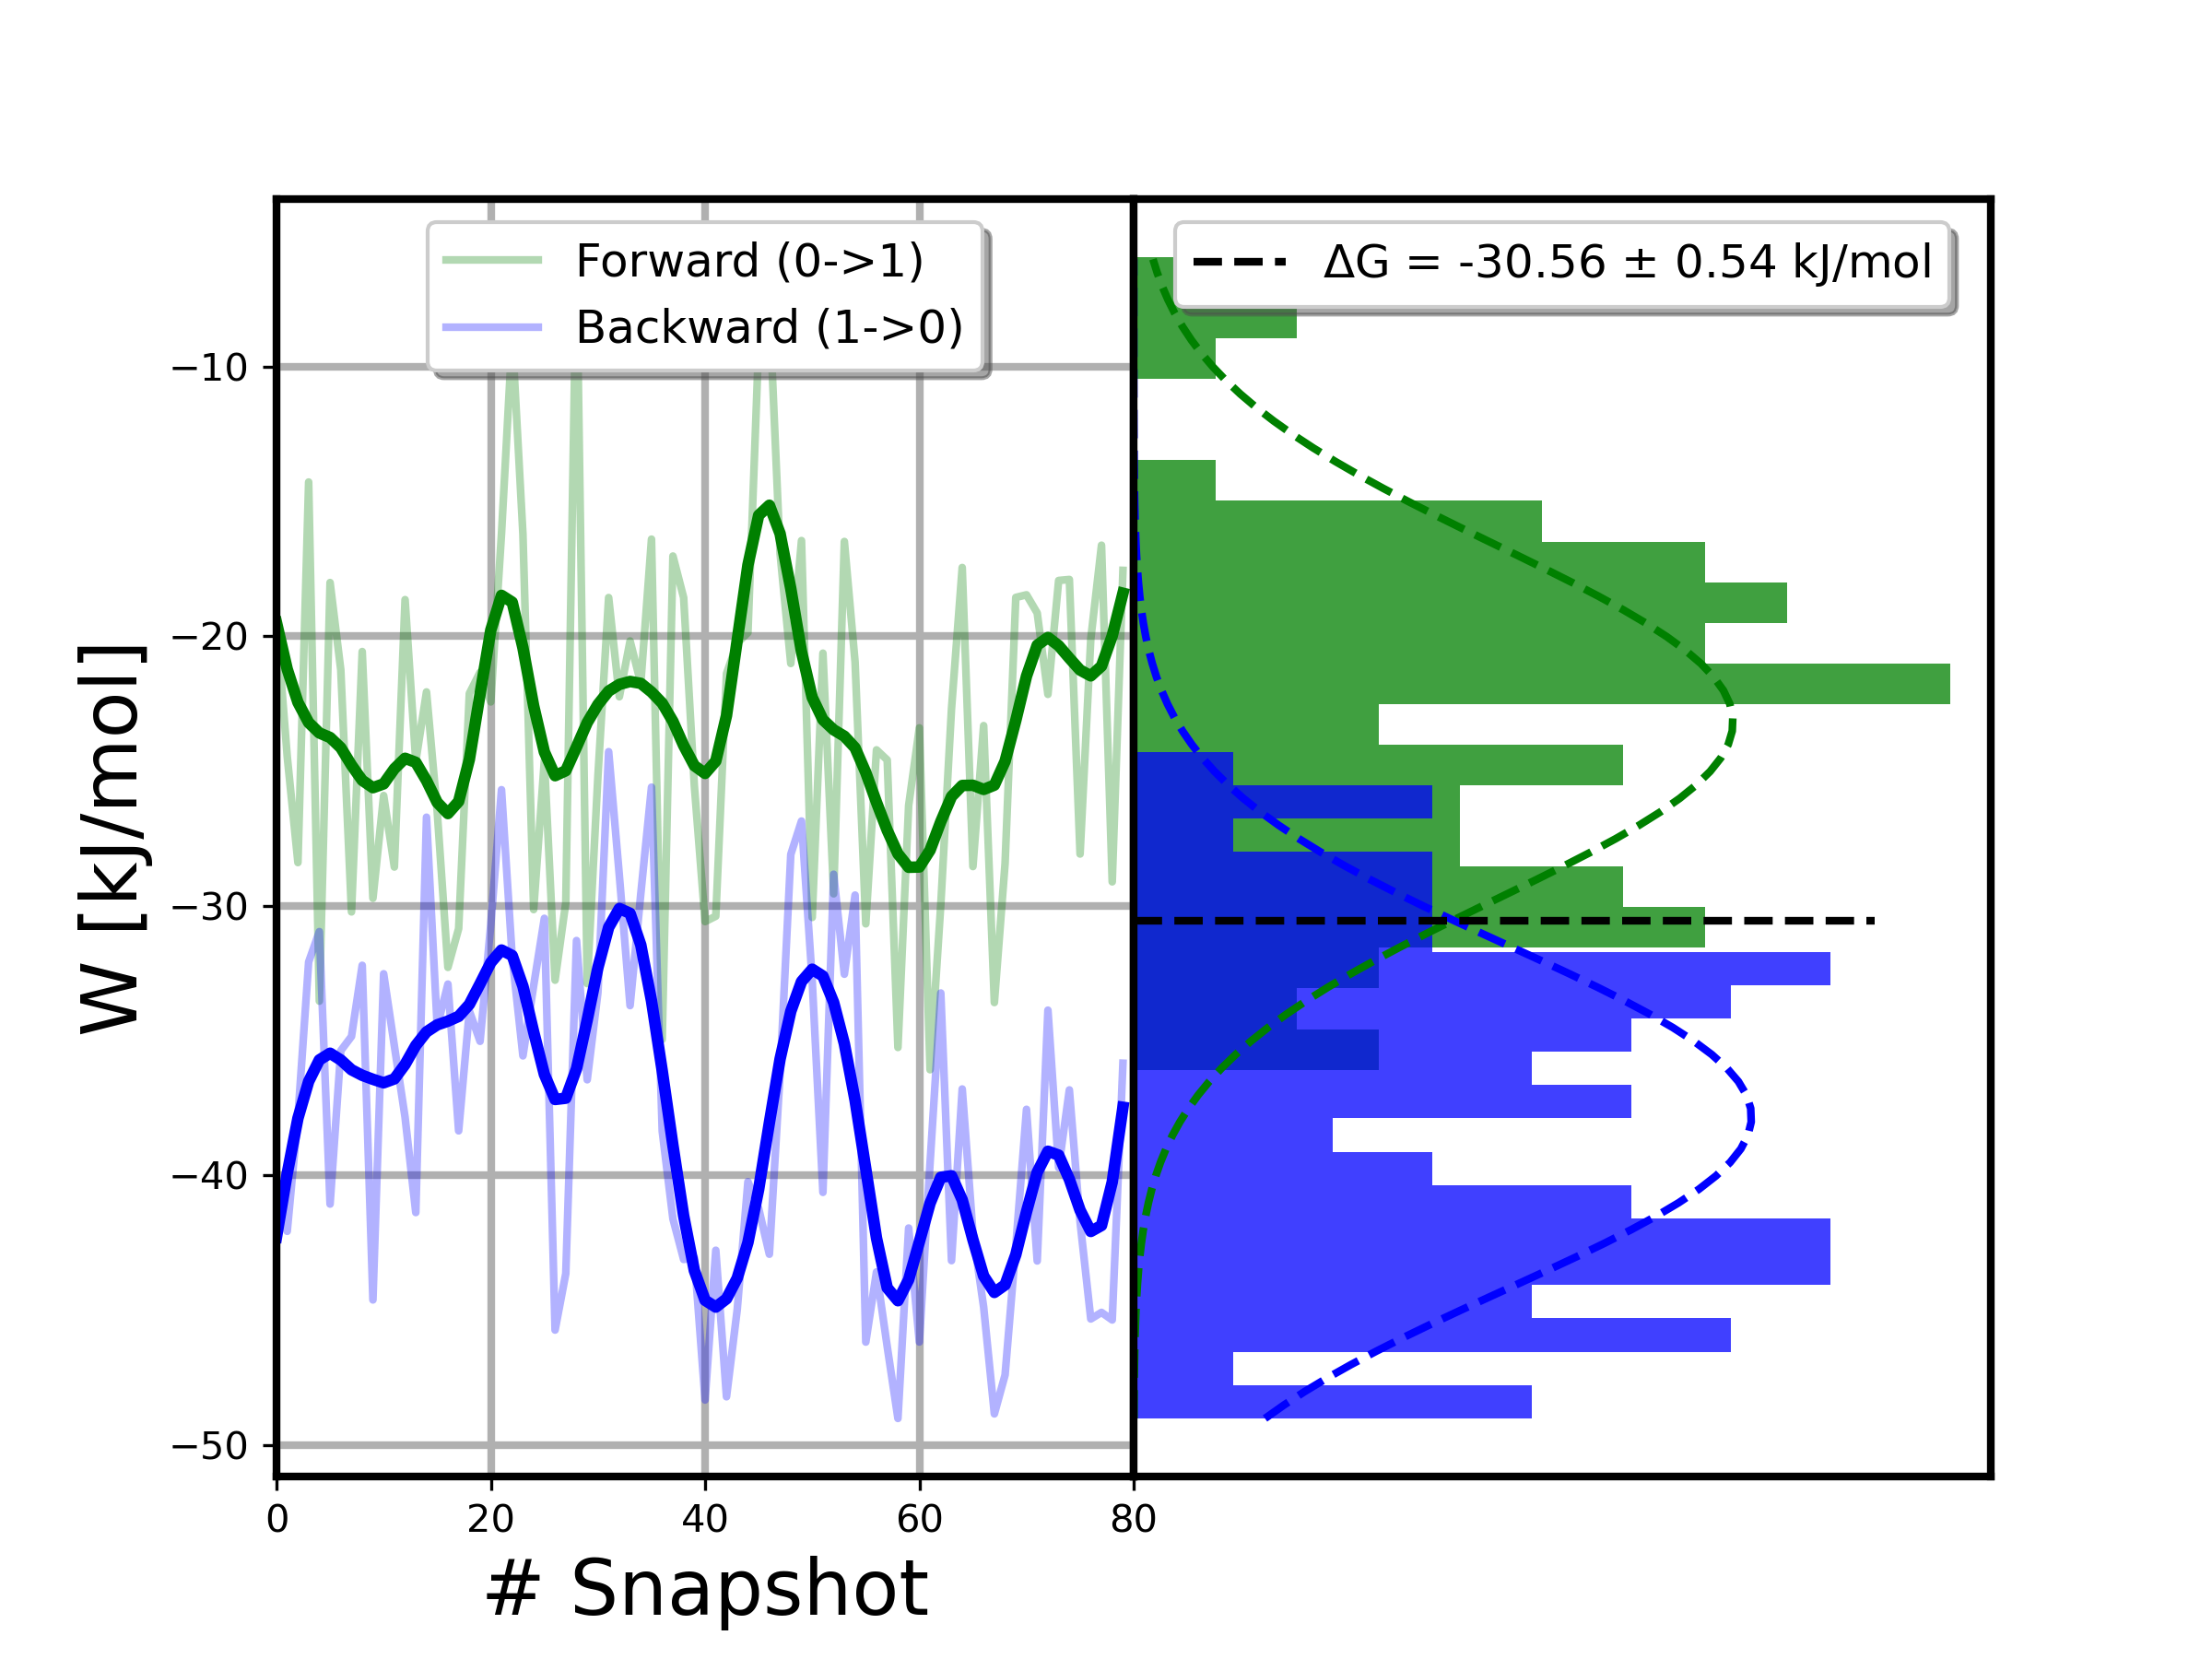 Forward (0->1)
Backward (1->0)
ΔG = -30.56 ± 0.54 kJ/mol
W [kJ/mol]
−10
−20
−30
−40
−50
0 20 40 60 80
# Snapshot